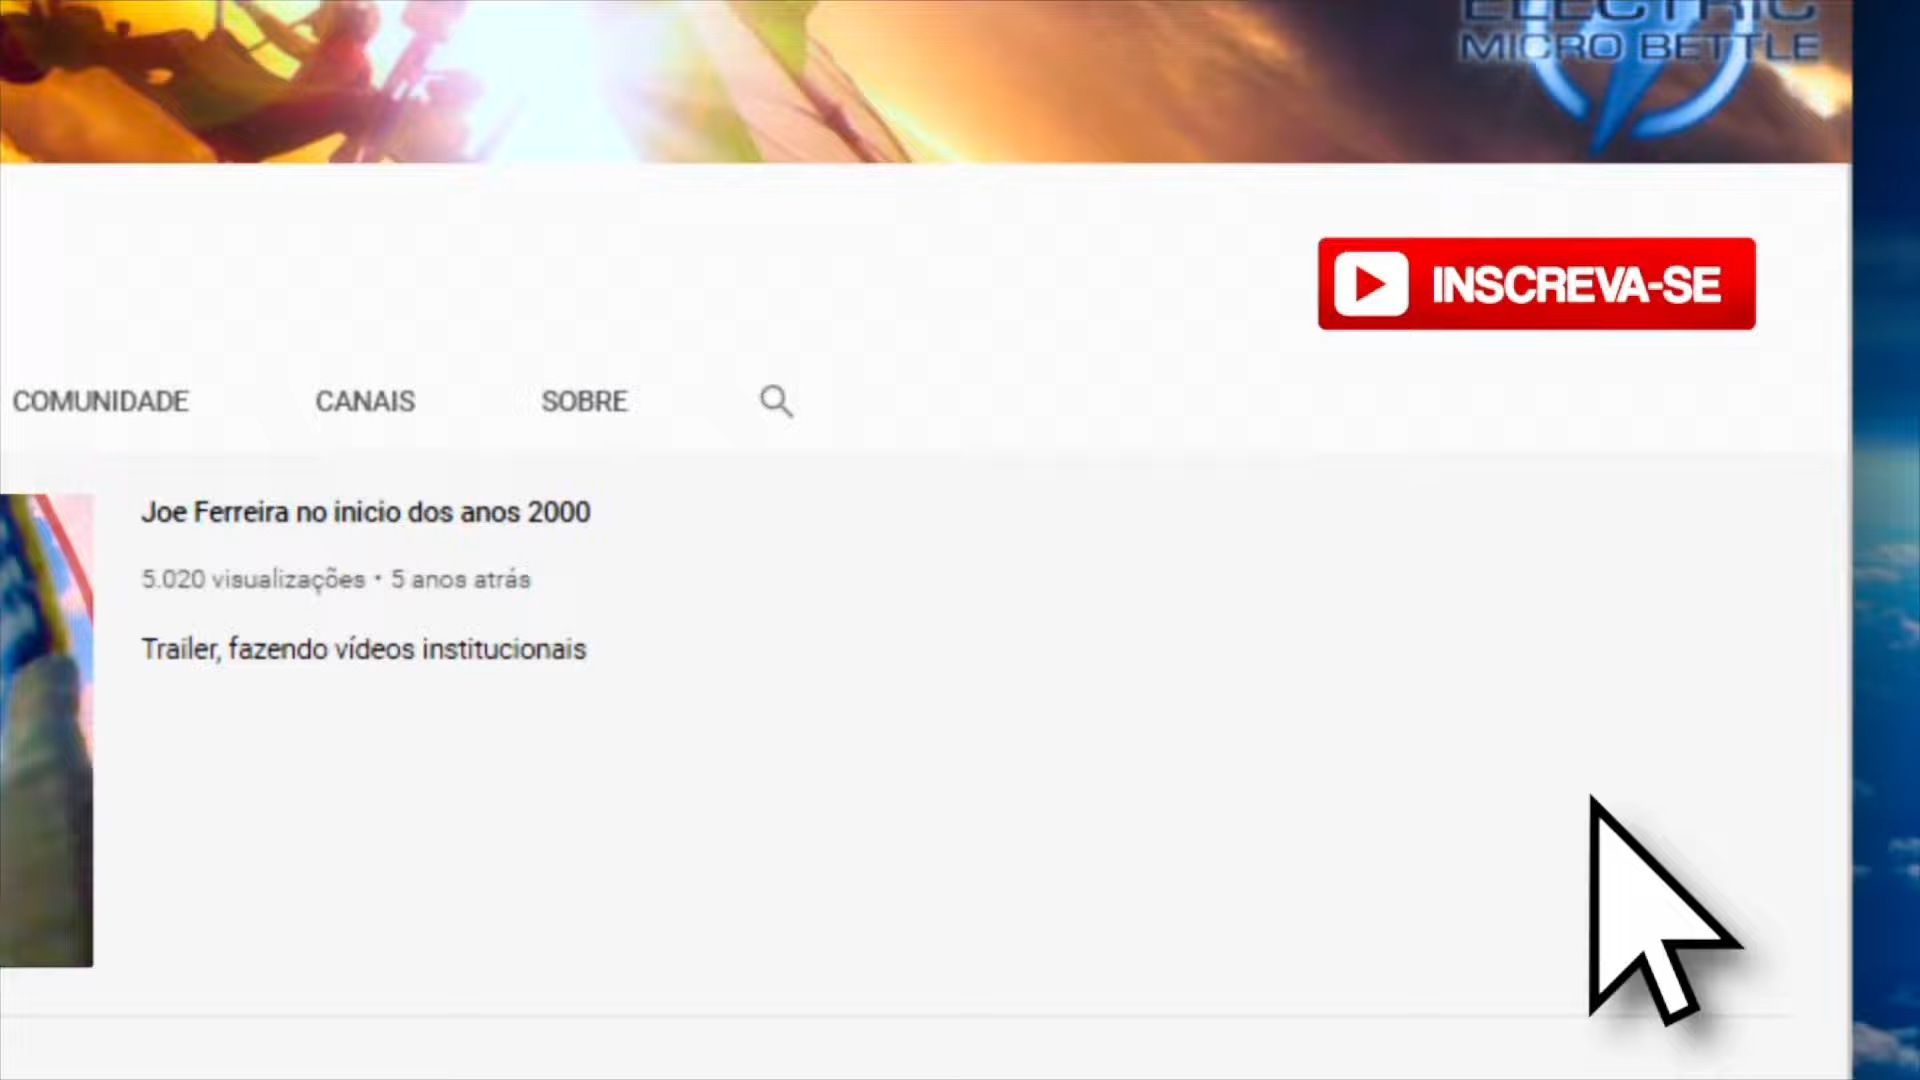 ELECTRIC
MICRO BETTLE
INSCREVA-SE
COMUNIDADE CANAIS SOBRE
Joe Ferreira no inicio dos anos 2000
5.020 visualizações • 5 anos atrás
Trailer, fazendo vídeos institucionais